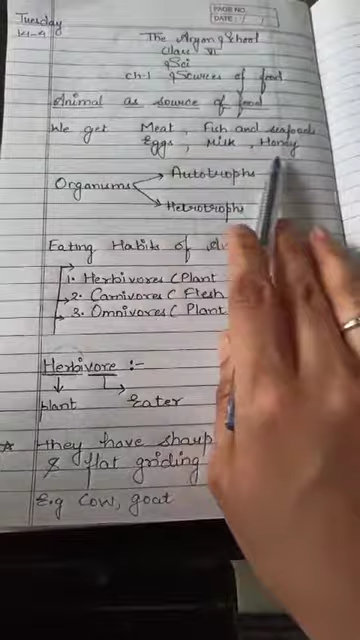 Tuesday
PAGE NO.
DATE: / /
The Aryan School
Class VI
Sci
Ch-1 Sources of food
Animal as source of food
We get Meat, Fish and seafoods
Eggs, Milk, Honey
Organisms
Autotrophs
Hetrotrophs
Eating Habits of
1. Herbivores (Plant
2. Carnivores (Flesh
3. Omnivores (Plant
Herbivore :-
Plant Eater
they have sharp
& flat griding
E.g Cow, goat